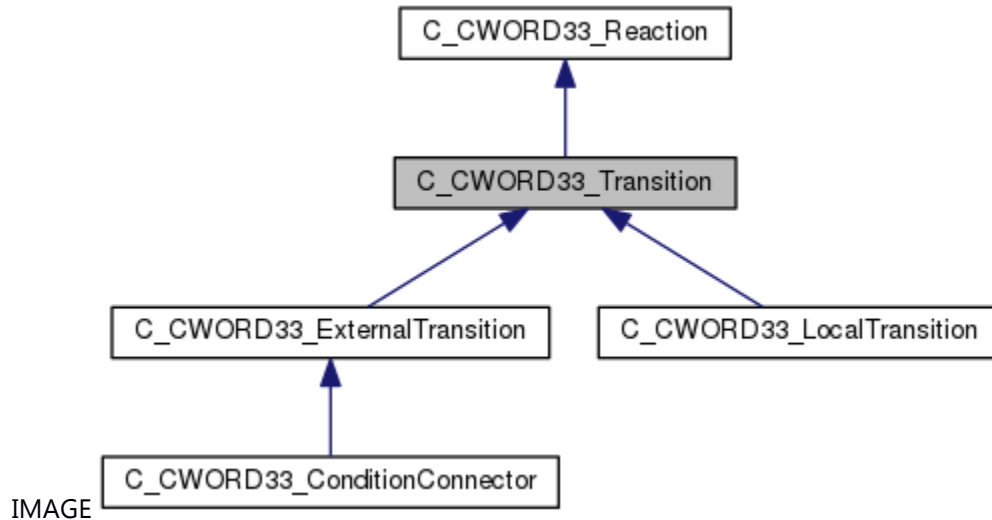 C_CWORD33_Reaction
C_CWORD33_Transition
C_CWORD33_ExternalTransition
C_CWORD33_LocalTransition
C_CWORD33_ConditionConnector
IMAGE